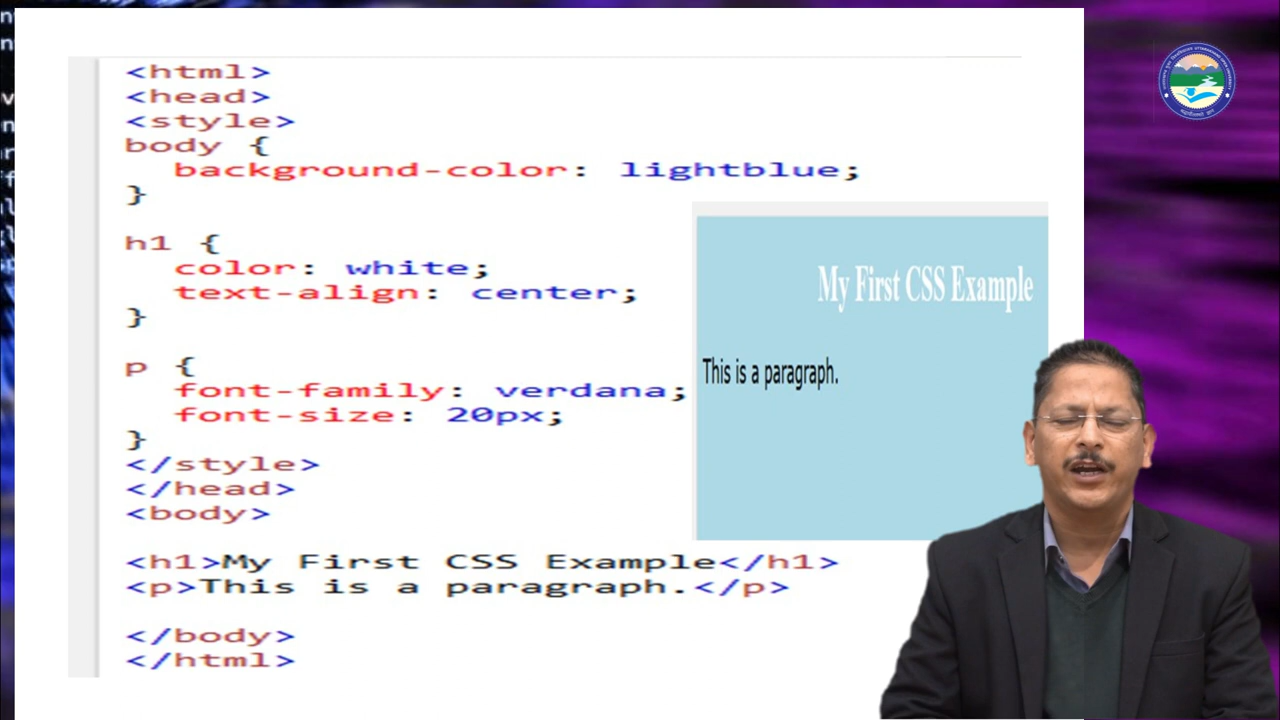 <html>
<head>
<style>
body {
background-color: lightblue;
}
h1 {
color: white;
text-align: center;
}
p {
font-family: verdana;
font-size: 20px;
}
</style>
</head>
<body>
<h1>My First CSS Example</h1>
<p>This is a paragraph.</p>
</body>
</html>
My First CSS Example
This is a paragraph.